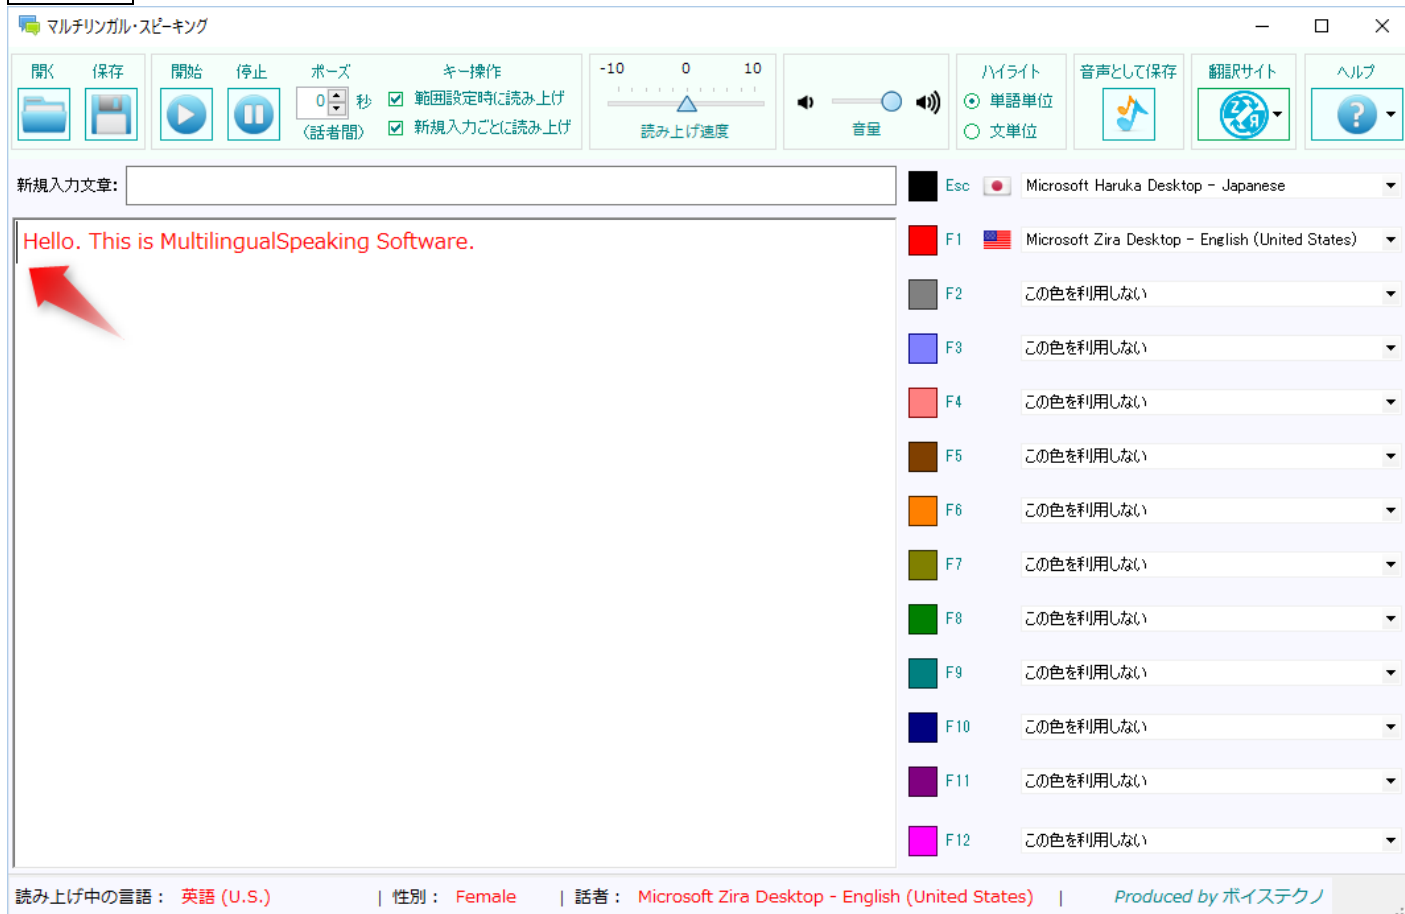 マルチリンガル・スピーキング
開く
保存
開始
停止
ポーズ
0 秒
(話者間)
キー操作
範囲設定時に読み上げ
新規入力ごとに読み上げ
-10 0 10
読み上げ速度
音量
ハイライト
単語単位
文単位
音声として保存
翻訳サイト
ヘルプ
新規入力文章:
Hello. This is MultilingualSpeaking Software.
Esc Microsoft Haruka Desktop - Japanese
F1 Microsoft Zira Desktop - English (United States)
F2 この色を利用しない
F3 この色を利用しない
F4 この色を利用しない
F5 この色を利用しない
F6 この色を利用しない
F7 この色を利用しない
F8 この色を利用しない
F9 この色を利用しない
F10 この色を利用しない
F11 この色を利用しない
F12 この色を利用しない
読み上げ中の言語： 英語 (U.S.) | 性別： Female | 話者： Microsoft Zira Desktop - English (United States) | Produced by ボイステクノ